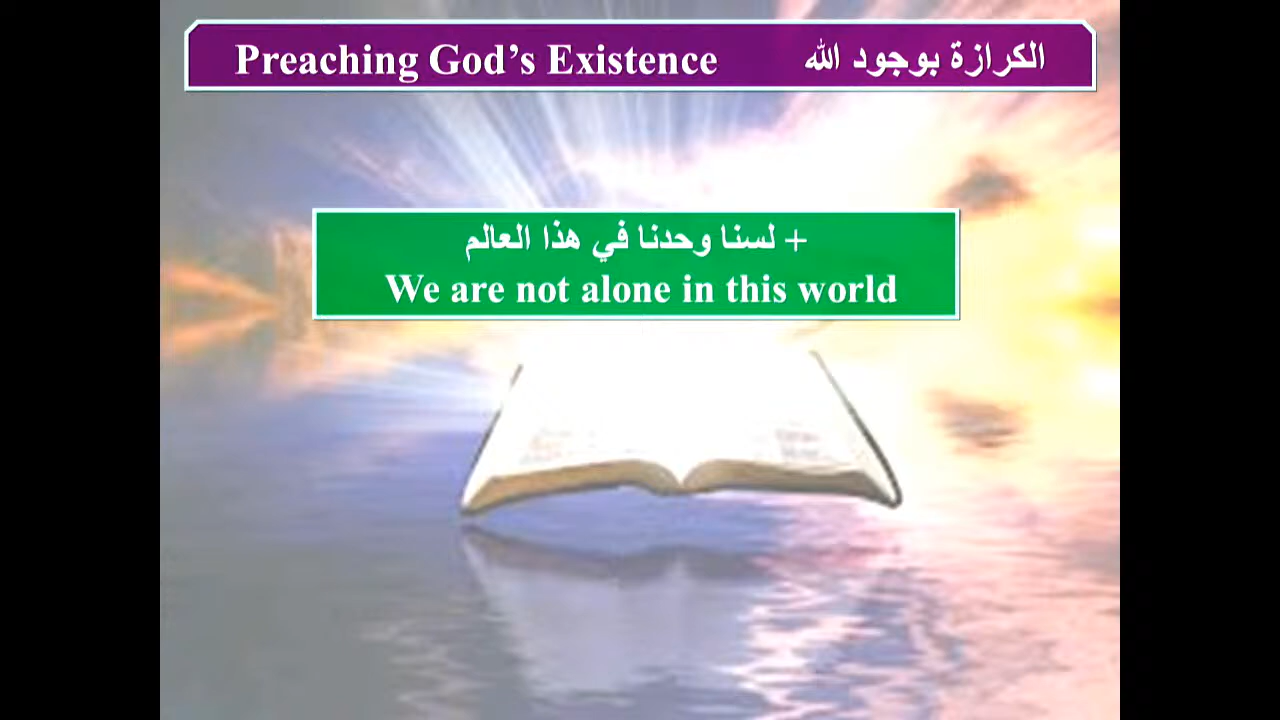 Preaching God’s Existence الكرازة بوجود الله
+ لسنا وحدنا في هذا العالم
We are not alone in this world